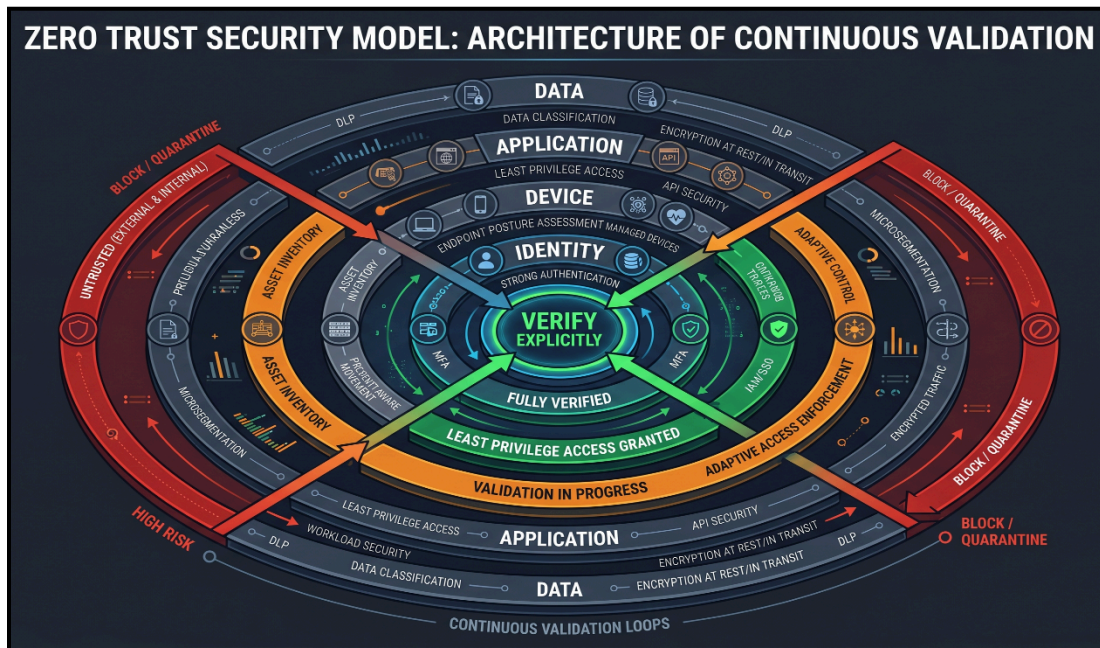 ZERO TRUST SECURITY MODEL: ARCHITECTURE OF CONTINUOUS VALIDATION
DATA
DLP
DLP
DATA CLASSIFICATION
ENCRYPTION AT REST/IN TRANSIT
BLOCK / QUARANTINE
BLOCK / QUARANTINE
APPLICATION
API
LEAST PRIVILEGE ACCESS
API SECURITY
DEVICE
ENDPOINT POSTURE ASSESSMENT
MANAGED DEVICES
IDENTITY
STRONG AUTHENTICATION
UNTRUSTED (EXTERNAL & INTERNAL)
ASSET INVENTORY
ASSET INVENTORY
ADAPTIVE CONTROL
MICROSEGMENTATION
VERIFY
EXPLICITLY
MFA
MFA
FULLY VERIFIED
IAM/SSO
LEAST PRIVILEGE ACCESS GRANTED
MICROSEGMENTATION
ASSET INVENTORY
MOVEMENT
ADAPTIVE ACCESS ENFORCEMENT
ENCRYPTED TRAFFIC
BLOCK / QUARANTINE
VALIDATION IN PROGRESS
HIGH RISK
LEAST PRIVILEGE ACCESS
API SECURITY
APPLICATION
DLP
WORKLOAD SECURITY
ENCRYPTION AT REST/IN TRANSIT
DLP
BLOCK /
QUARANTINE
DATA CLASSIFICATION
DATA
ENCRYPTION AT REST/IN TRANSIT
CONTINUOUS VALIDATION LOOPS